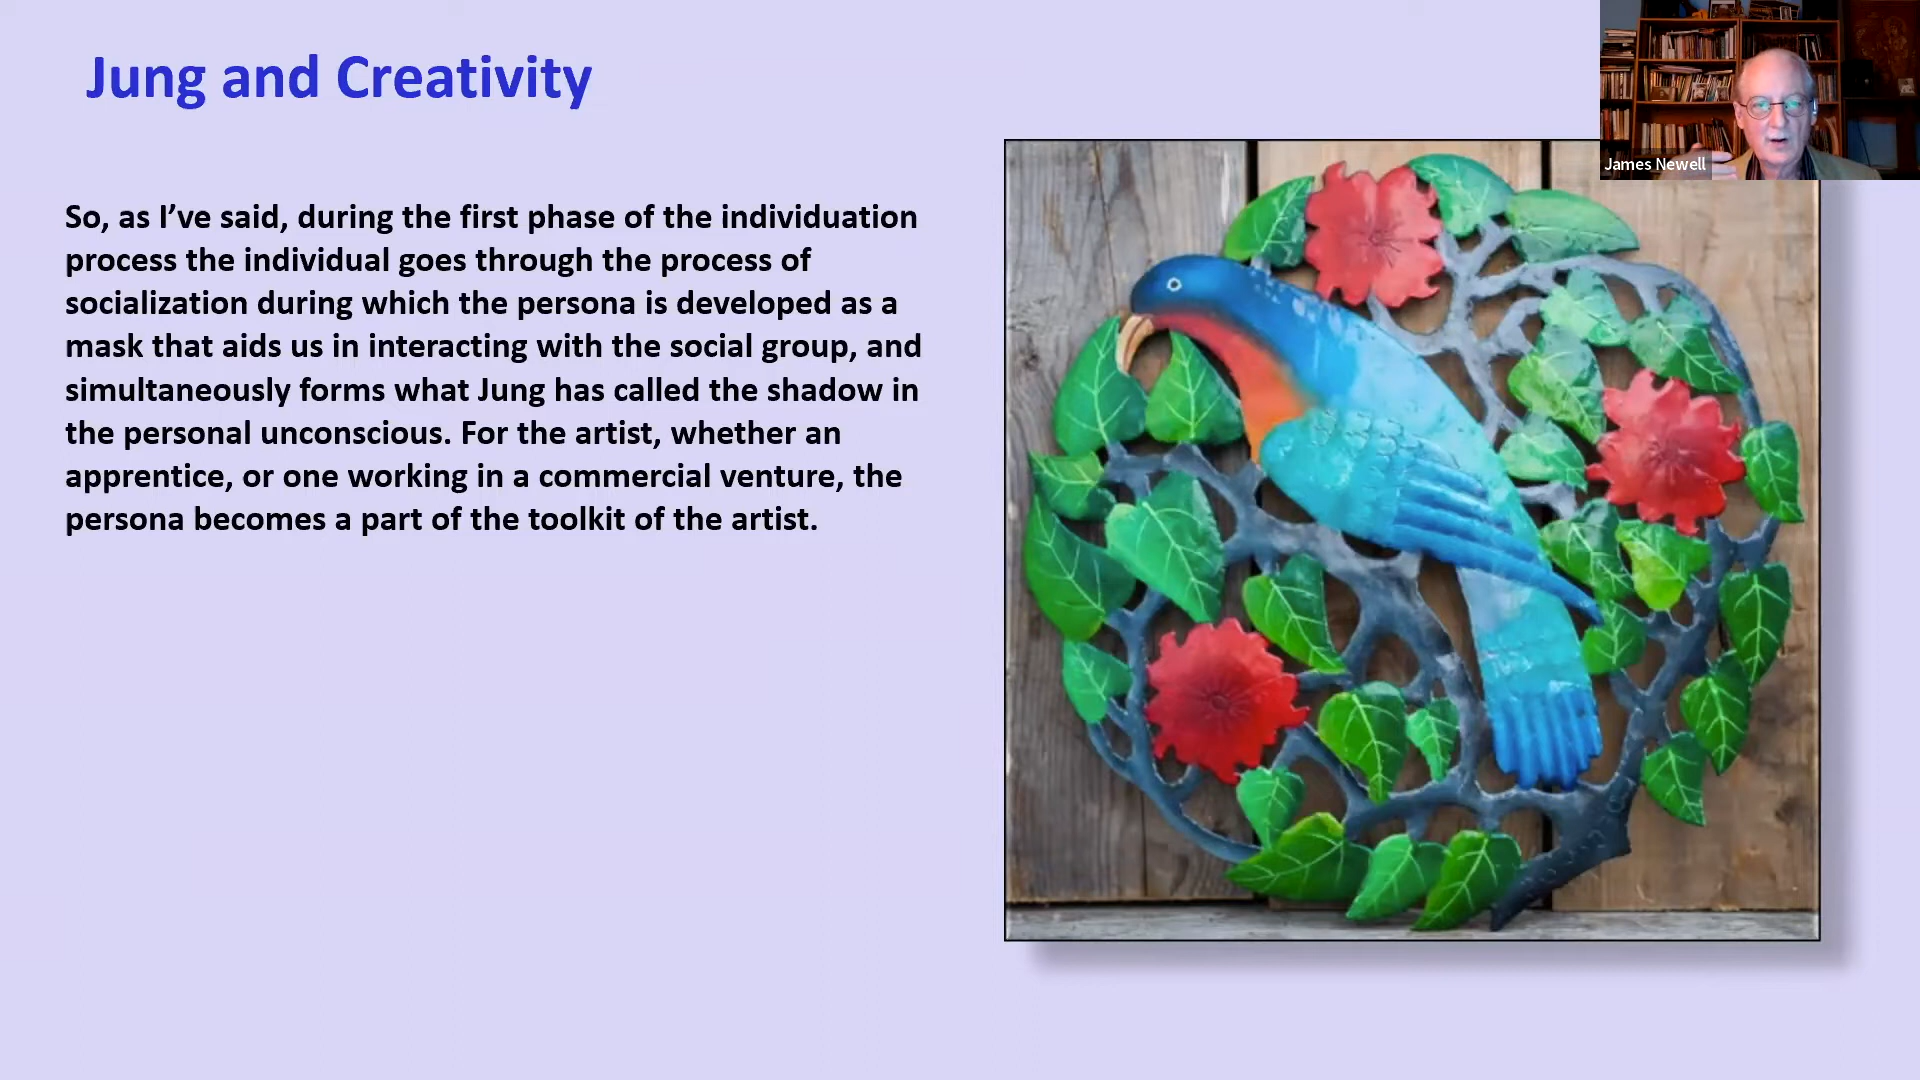 Jung and Creativity
James Newell
So, as I’ve said, during the first phase of the individuation
process the individual goes through the process of
socialization during which the persona is developed as a
mask that aids us in interacting with the social group, and
simultaneously forms what Jung has called the shadow in
the personal unconscious. For the artist, whether an
apprentice, or one working in a commercial venture, the
persona becomes a part of the toolkit of the artist.